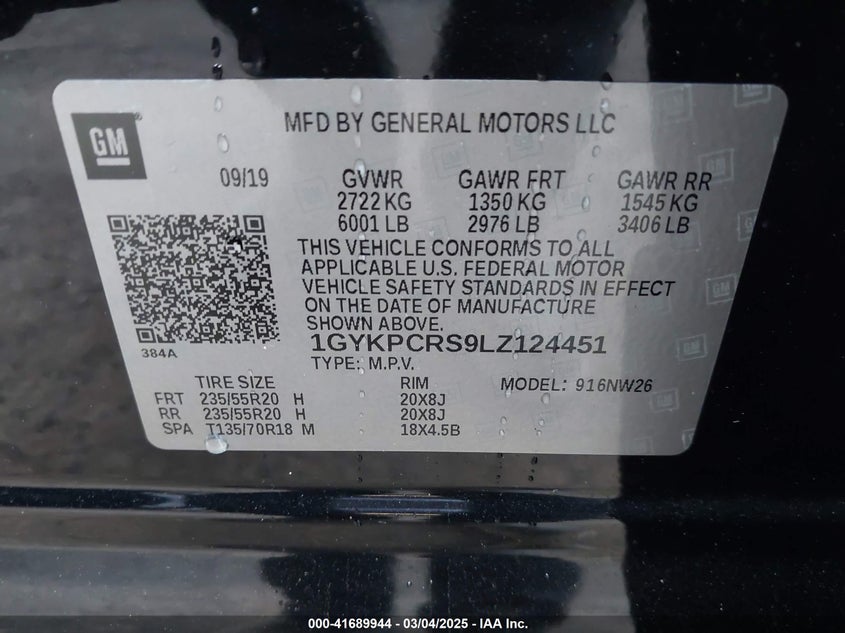 GM
MFD BY GENERAL MOTORS LLC
09/19 GVWR GAWR FRT GAWR RR
2722 KG 1350 KG 1545 KG
6001 LB 2976 LB 3406 LB
THIS VEHICLE CONFORMS TO ALL
APPLICABLE U.S. FEDERAL MOTOR
VEHICLE SAFETY STANDARDS IN EFFECT
ON THE DATE OF MANUFACTURE
SHOWN ABOVE.
384A
1GYKPCRS9LZ124451
TYPE: M.P.V.
TIRE SIZE RIM MODEL: 916NW26
FRT 235/55R20 H 20X8J
RR 235/55R20 H 20X8J
SPA T135/70R18 M 18X4.5B
000-41689944 - 03/04/2025 - © IAA Inc.